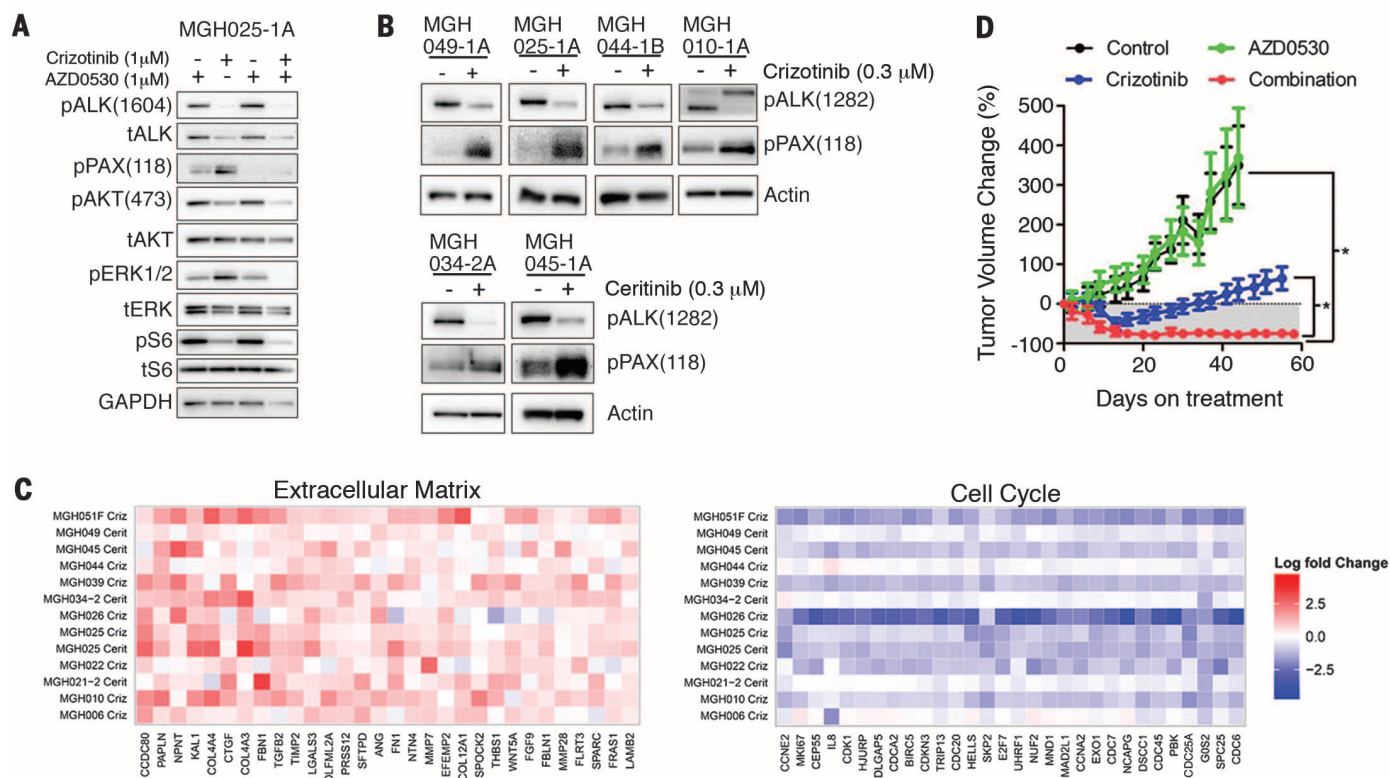 A
MGH025-1A
Crizotinib (1µM) - + - +
AZD0530 (1µM) + - + +
pALK(1604)
tALK
pPAX(118)
pAKT(473)
tAKT
pERK1/2
tERK
pS6
tS6
GAPDH
B
MGH 049-1A
MGH 025-1A
MGH 044-1B
MGH 010-1A
- + - + - + - + Crizotinib (0.3 µM)
pALK(1282)
pPAX(118)
Actin
MGH 034-2A
MGH 045-1A
- + - + Ceritinib (0.3 µM)
pALK(1282)
pPAX(118)
Actin
D
Control
AZD0530
Crizotinib
Combination
Tumor Volume Change (%)
500
400
300
200
100
0
-100
*
*
0 20 40 60
Days on treatment
C
Extracellular Matrix
MGH051F Criz
MGH049 Cerit
MGH045 Cerit
MGH044 Criz
MGH039 Criz
MGH034-2 Cerit
MGH026 Criz
MGH025 Criz
MGH025 Cerit
MGH022 Criz
MGH021-2 Cerit
MGH010 Criz
MGH006 Criz
CCDC80
PAPLN
NPNT
KAL1
COL4A4
CTGF
COL4A3
FBN1
TGFB2
TIMP2
LGALS3
OLFML2A
PRSS12
SFTPD
ANG
FN1
NTN4
MMP7
EFEMP2
COL12A1
SPOCK2
THBS1
WNT5A
FGF9
FBLN1
MMP28
FLRT3
SPARC
FRAS1
LAMB2
Cell Cycle
MGH051F Criz
MGH049 Cerit
MGH045 Cerit
MGH044 Criz
MGH039 Criz
MGH034-2 Cerit
MGH026 Criz
MGH025 Criz
MGH025 Cerit
MGH022 Criz
MGH021-2 Cerit
MGH010 Criz
MGH006 Criz
CCNE2
MKI67
CEP55
IL8
CDK1
HJURP
DLGAP5
CDCA2
BIRC5
CDKN3
TRIP13
CDC20
HELLS
SKP2
E2F7
UHRF1
NUF2
MND1
MAD2L1
CCNA2
EXO1
CDC7
NCAPG
DSCC1
CDC45
PBK
CDC25A
G0S2
SPC25
CDC6
Log fold Change
2.5
0.0
-2.5